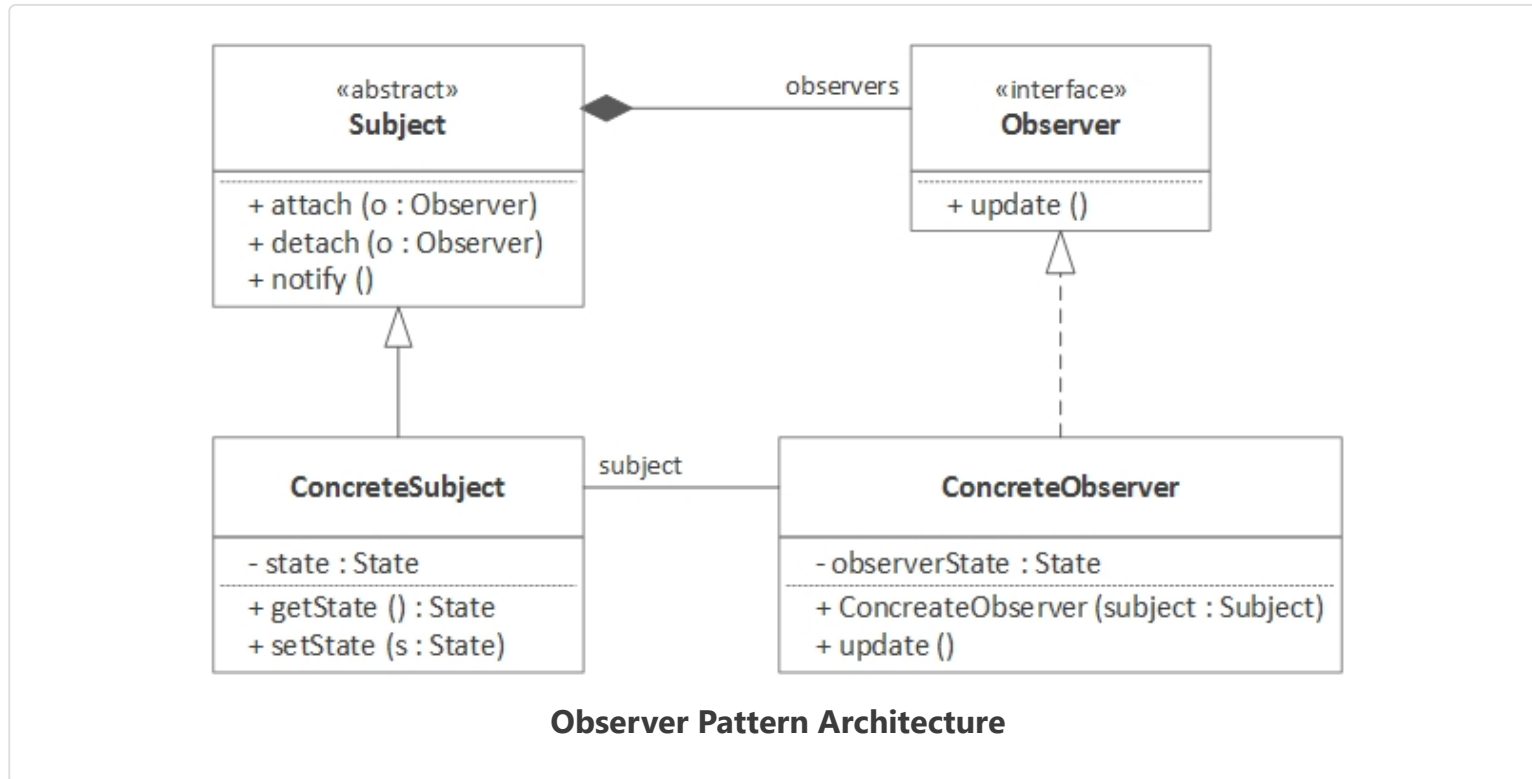 «abstract»
Subject
+ attach (o : Observer)
+ detach (o : Observer)
+ notify ()
observers
«interface»
Observer
+ update ()
ConcreteSubject
- state : State
+ getState () : State
+ setState (s : State)
subject
ConcreteObserver
- observerState : State
+ ConcreateObserver (subject : Subject)
+ update ()
Observer Pattern Architecture